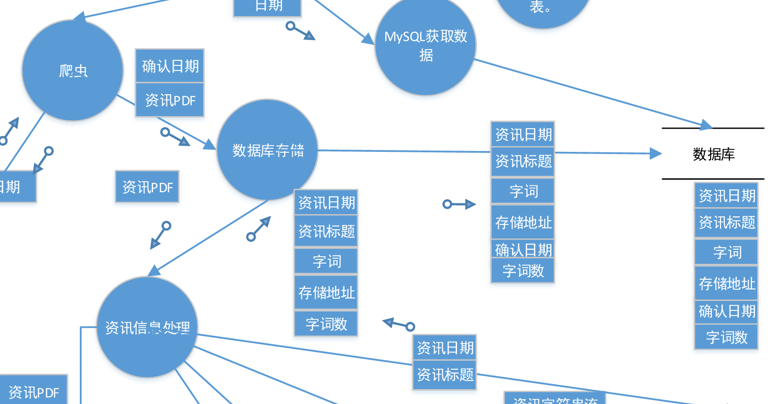 日期
表。
MySQL获取数
据
爬虫
确认日期
资讯PDF
数据库存储
日期
资讯PDF
资讯日期
资讯标题
字词
存储地址
确认日期
字词数
数据库
资讯日期
资讯标题
字词
存储地址
确认日期
字词数
资讯日期
资讯标题
字词
存储地址
字词数
资讯信息处理
资讯日期
资讯标题
资讯PDF
资讯字符串流